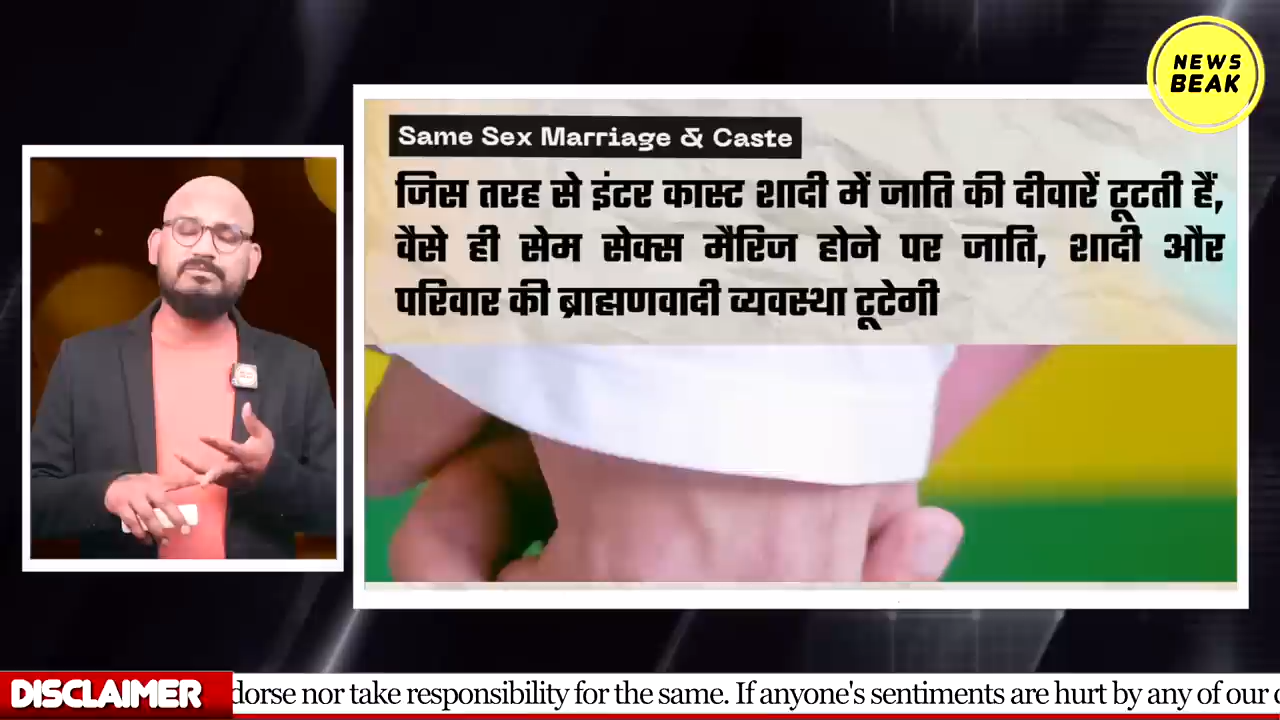 NEWS
BEAK
Same Sex Marriage & Caste
जिस तरह से इंटर कास्ट शादी में जाति की दीवारें टूटती हैं,
वैसे ही सेम सेक्स मैरिज होने पर जाति, शादी और
परिवार की ब्राह्मणवादी व्यवस्था टूटेगी
DISCLAIMER
dorse nor take responsibility for the same. If anyone's sentiments are hurt by any of our